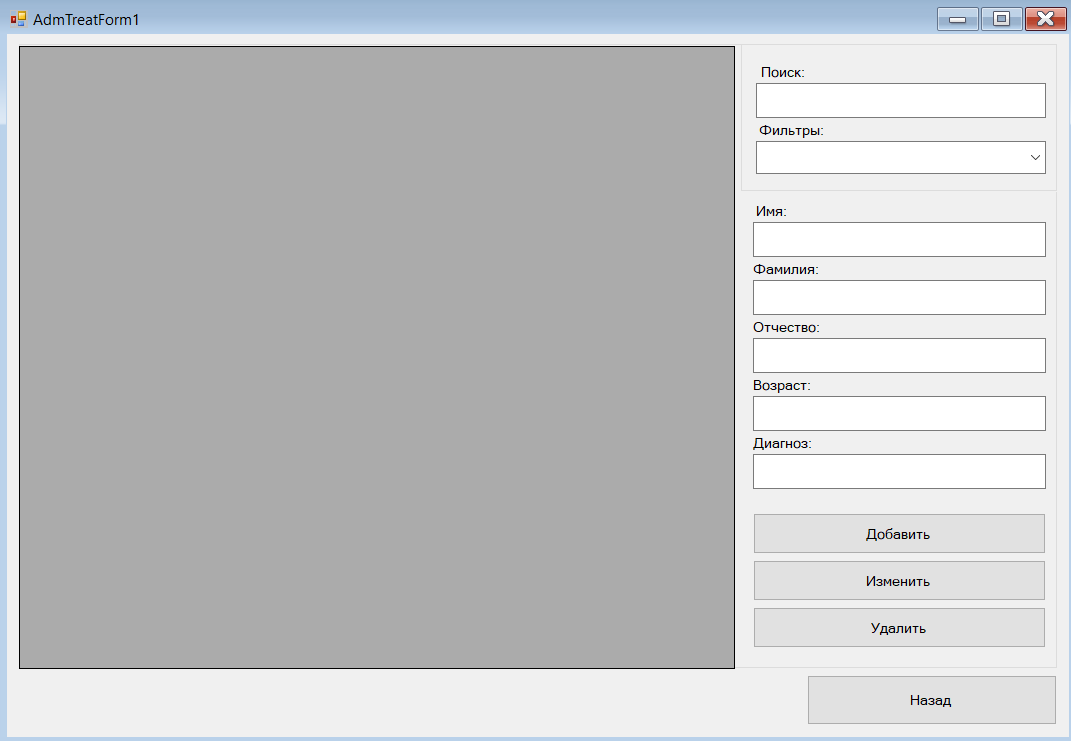 AdmTreatForm1
Поиск:
Фильтры:
Имя:
Фамилия:
Отчество:
Возраст:
Диагноз:
Добавить
Изменить
Удалить
Назад